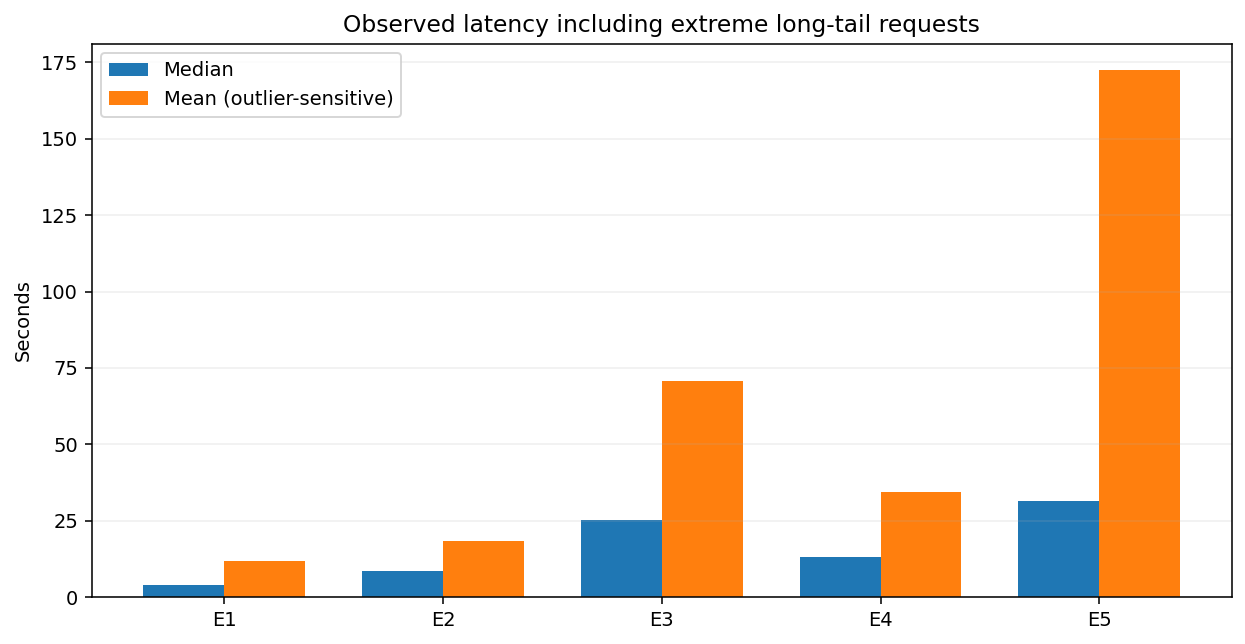 Observed latency including extreme long-tail requests
Median
Mean (outlier-sensitive)
Seconds
175
150
125
100
75
50
25
0
E1 E2 E3 E4 E5